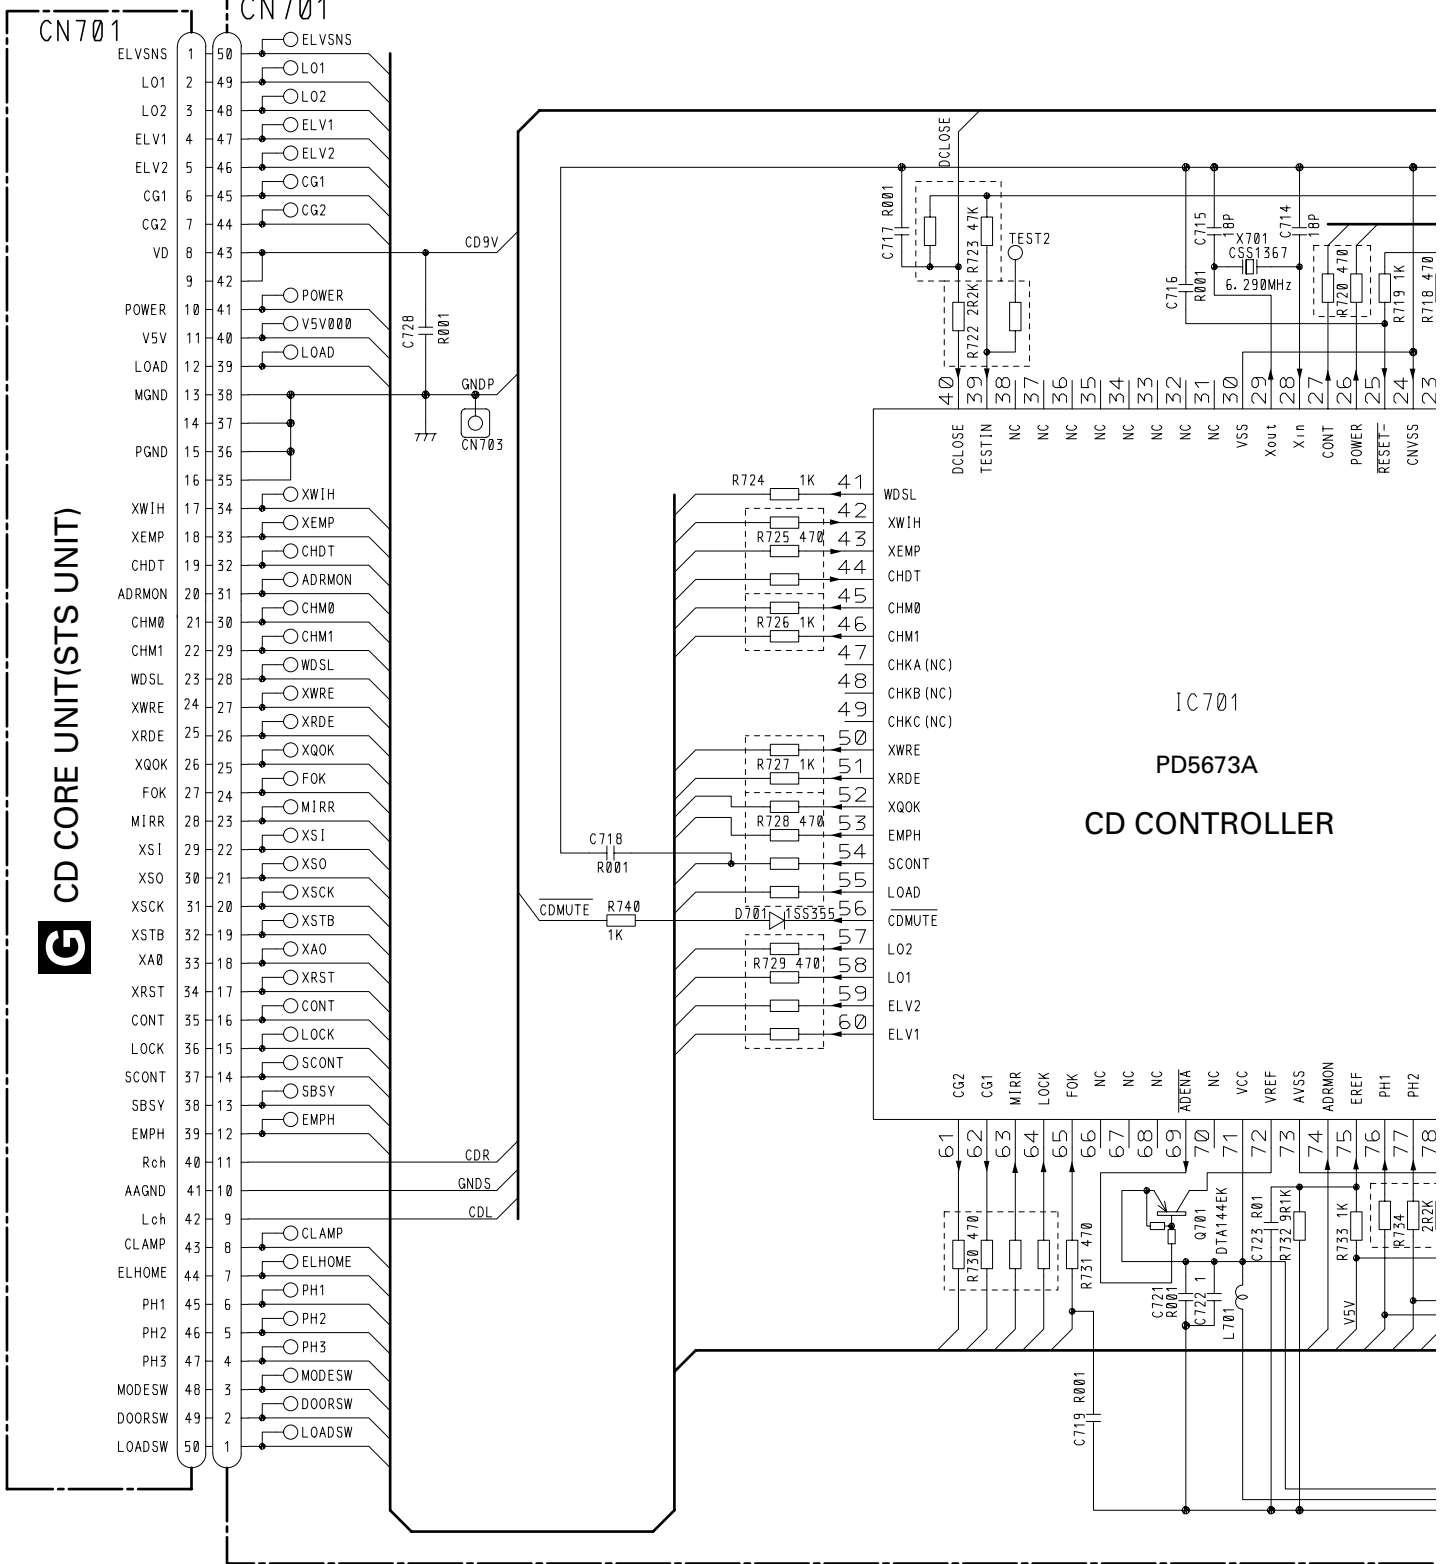 CN701
CN701
ELVSNS 1 50 ELVSNS
LO1 2 49 LO1
LO2 3 48 LO2
ELV1 4 47 ELV1
ELV2 5 46 ELV2
CG1 6 45 CG1
CG2 7 44 CG2
VD 8 43 CD9V
9 42
POWER 10 41 POWER
V5V 11 40 V5V000
LOAD 12 39 LOAD
MGND 13 38 GNDP
14 37
PGND 15 36
16 35
XWIH 17 34 XWIH
XEMP 18 33 XEMP
CHDT 19 32 CHDT
ADRMON 20 31 ADRMON
CHM0 21 30 CHM0
CHM1 22 29 CHM1
WDSL 23 28 WDSL
XWRE 24 27 XWRE
XRDE 25 26 XRDE
XQOK 26 25 XQOK
FOK 27 24 FOK
MIRR 28 23 MIRR
XSI 29 22 XSI
XSO 30 21 XSO
XSCK 31 20 XSCK
XSTB 32 19 XSTB
XA0 33 18 XAO
XRST 34 17 XRST
CONT 35 16 CONT
LOCK 36 15 LOCK
SCONT 37 14 SCONT
SBSY 38 13 SBSY
EMPH 39 12 EMPH
Rch 40 11 CDR
AAGND 41 10 GNDS
Lch 42 9 CDL
CLAMP 43 8 CLAMP
ELHOME 44 7 ELHOME
PH1 45 6 PH1
PH2 46 5 PH2
PH3 47 4 PH3
MODESW 48 3 MODESW
DOORSW 49 2 DOORSW
LOADSW 50 1 LOADSW
G CD CORE UNIT(STS UNIT)
C728
R001
CN703
DCLOSE
C717 R001
R723 47K
TEST2
R722 2R2K
C716
R001
C715
18P
C714
18P
X701
CSS1367
6.290MHz
R720 470
R719 1K
R718 470
40 39 38 37 36 35 34 33 32 31 30 29 28 27 26 25 24 23
DCLOSE TESTIN NC NC NC NC NC NC NC NC VSS Xout Xin CONT POWER RESET- CNVSS
R724 1K 41 WDSL
42 XWIH
R725 470 43 XEMP
44 CHDT
45 CHM0
R726 1K 46 CHM1
47 CHKA(NC)
48 CHKB(NC)
49 CHKC(NC)
50 XWRE
R727 1K 51 XRDE
52 XQOK
R728 470 53 EMPH
54 SCONT
55 LOAD
D701 1SS355 56 CDMUTE
57 LO2
R729 470 58 LO1
59 ELV2
60 ELV1
C718
R001
CDMUTE R740
1K
IC701
PD5673A
CD CONTROLLER
CG2 CG1 MIRR LOCK FOK NC NC NC ADENA NC VCC VREF AVSS ADRMON EREF PH1 PH2
61 62 63 64 65 66 67 68 69 70 71 72 73 74 75 76 77 78
R730 470
R731 470
Q701
DTA144EK
C721
R001
C722 1
L701
C723 R01
R732 9R1K
R733 1K
V5V
R734
2R2K
C719 R001